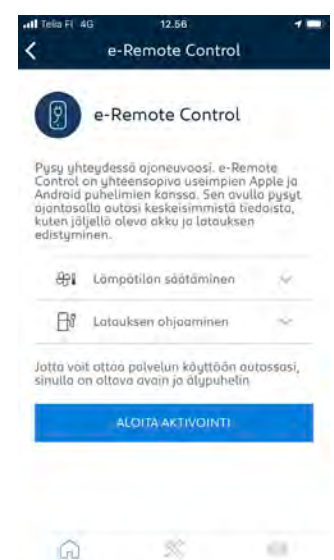 Telia FI 4G 12.56
e-Remote Control
e-Remote Control
Pysy yhteydessä ajoneuvoosi. e-Remote
Control on yhteensopiva useimpien Apple ja
Android puhelimien kanssa. Sen avulla pysyt
ajantasalla autosi keskeisimmistä tiedoista,
kuten jäljellä oleva akku ja latauksen
edistyminen.
Lämpötilan säätäminen
Latauksen ohjaaminen
Jotta voit ottaa palvelun käyttöön autossasi,
sinulla on oltava avain ja älypuhelin
ALOITA AKTIVOINTI